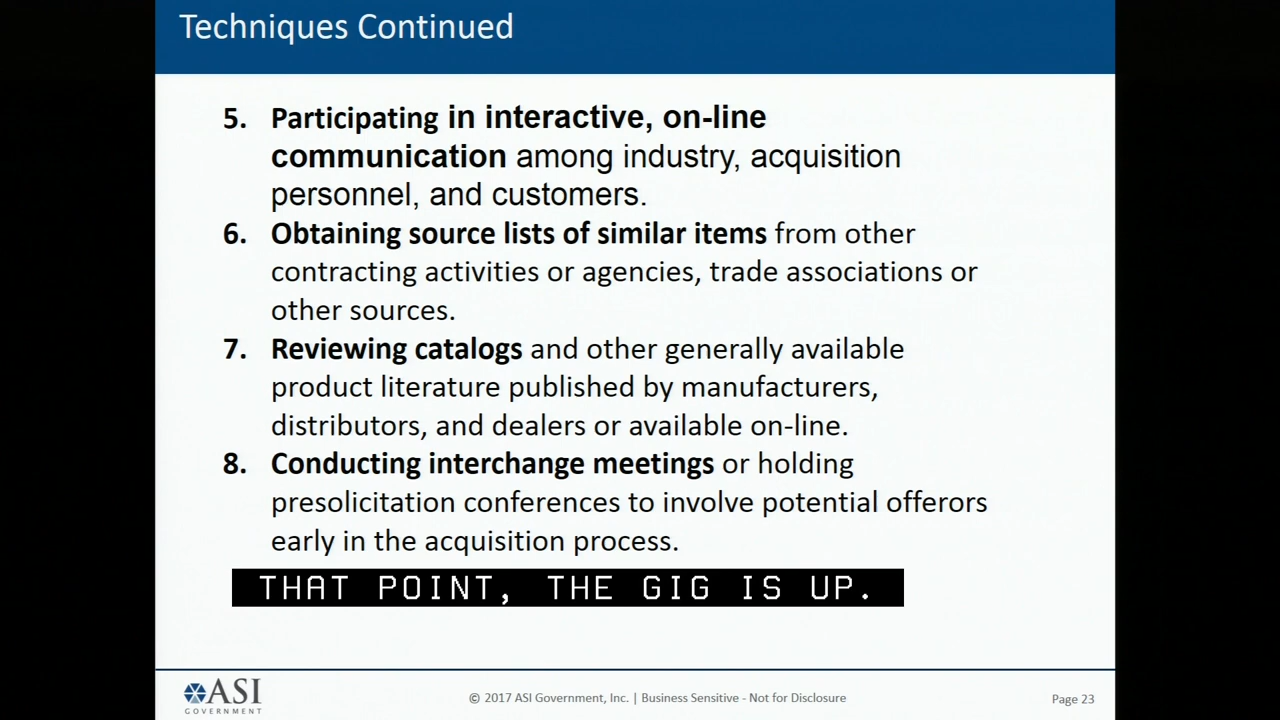 Techniques Continued
5. Participating in interactive, on-line
communication among industry, acquisition
personnel, and customers.
6. Obtaining source lists of similar items from other
contracting activities or agencies, trade associations or
other sources.
7. Reviewing catalogs and other generally available
product literature published by manufacturers,
distributors, and dealers or available on-line.
8. Conducting interchange meetings or holding
presolicitation conferences to involve potential offerors
early in the acquisition process.
THAT POINT, THE GIG IS UP.
ASI
GOVERNMENT
© 2017 ASI Government, Inc. | Business Sensitive - Not for Disclosure
Page 23